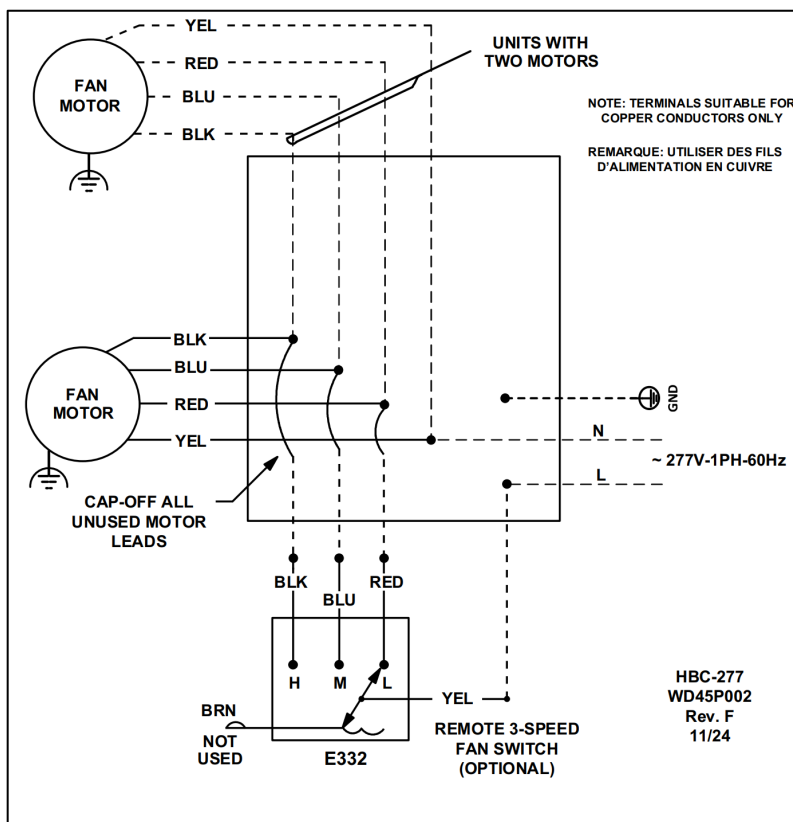 YEL
RED
BLU
BLK
FAN
MOTOR
UNITS WITH
TWO MOTORS
NOTE: TERMINALS SUITABLE FOR
COPPER CONDUCTORS ONLY
REMARQUE: UTILISER DES FILS
D'ALIMENTATION EN CUIVRE
BLK
BLU
RED
YEL
FAN
MOTOR
GND
N
L
~ 277V-1PH-60Hz
CAP-OFF ALL
UNUSED MOTOR
LEADS
BLK
BLU
RED
H
M
L
YEL
BRN
NOT
USED
E332
REMOTE 3-SPEED
FAN SWITCH
(OPTIONAL)
HBC-277
WD45P002
Rev. F
11/24